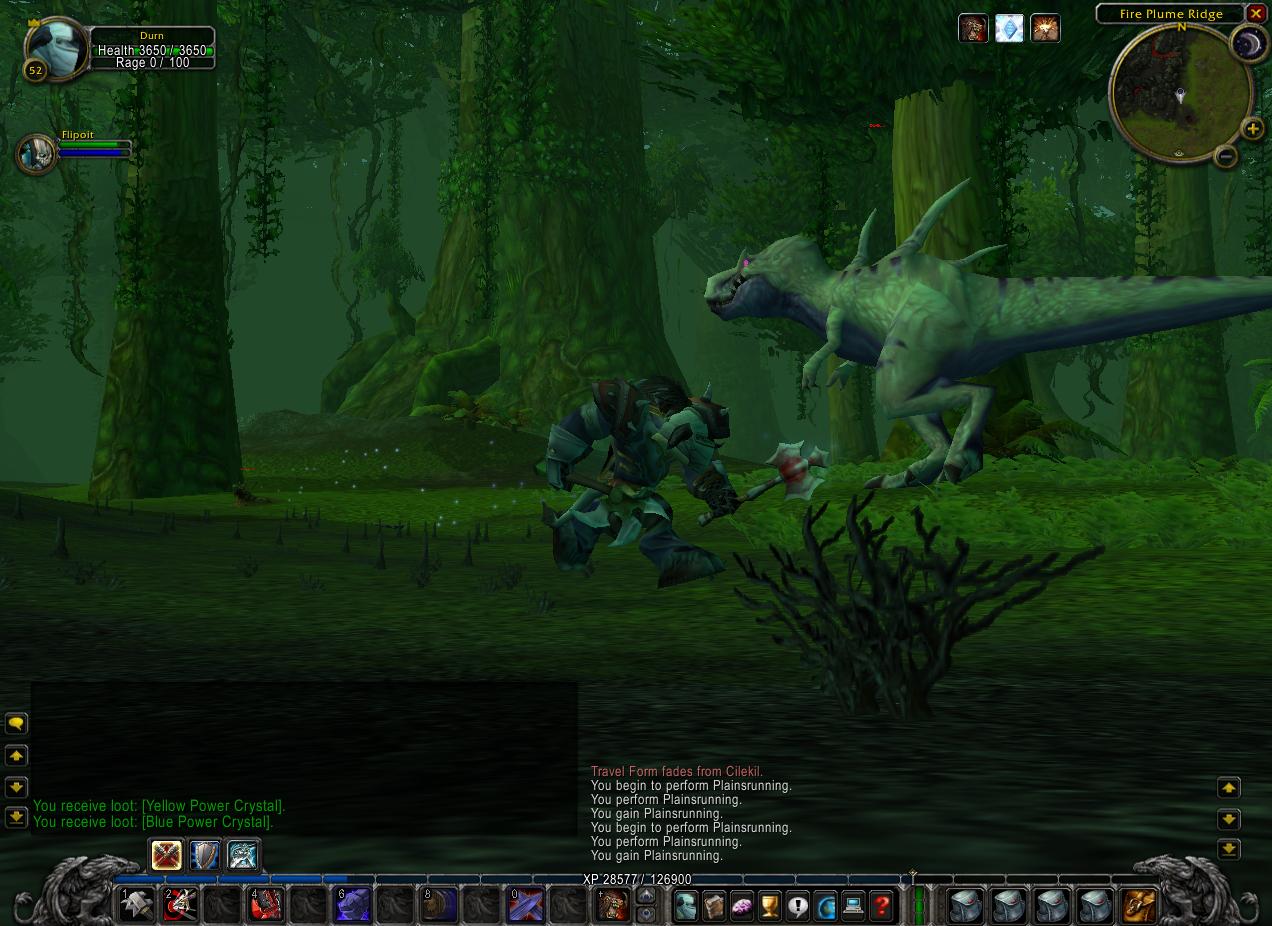 Durn
Health 3650 / 3650
Rage 0 / 100
52
Flipoit
Fire Plume Ridge
N
Travel Form fades from Cilekil.
You begin to perform Plainsrunning.
You perform Plainsrunning.
You gain Plainsrunning.
You begin to perform Plainsrunning.
You perform Plainsrunning.
You gain Plainsrunning.
You receive loot: [Yellow Power Crystal].
You receive loot: [Blue Power Crystal].
XP 28577 / 126900
1
2
4
6
8
0